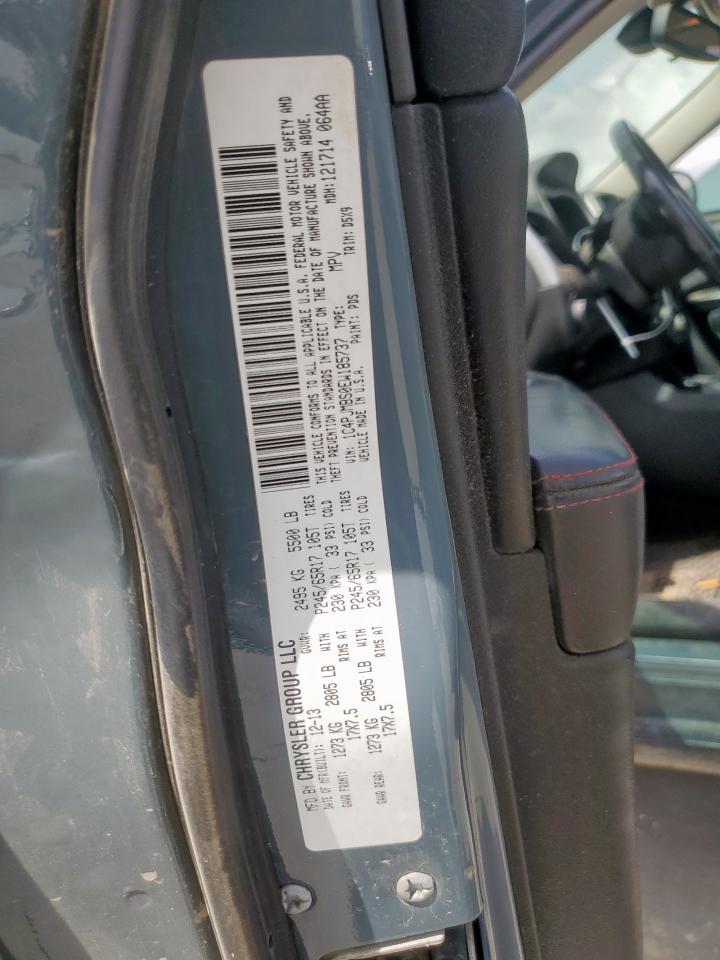 MFD BY CHRYSLER GROUP LLC
DATE OF MFR(BUILT): 12-13 GVWR: 2495 KG 5500 LB
GAWR FRONT: 1273 KG 2805 LB WITH P245/65R17 105T TIRES
17X7.5 RIMS AT 230 KPA ( 33 PSI) COLD
GAWR REAR: 1273 KG 2805 LB WITH P245/65R17 105T TIRES
17X7.5 RIMS AT 230 KPA ( 33 PSI) COLD
THIS VEHICLE CONFORMS TO ALL APPLICABLE U.S.A. FEDERAL MOTOR VEHICLE SAFETY AND
THEFT PREVENTION STANDARDS IN EFFECT ON THE DATE OF MANUFACTURE SHOWN ABOVE.
VIN: 1C4PJMBS0EW185737 TYPE: MPV MDH:121714 064AA
VEHICLE MADE IN U.S.A. PAINT: PDS TRIM: D5X9